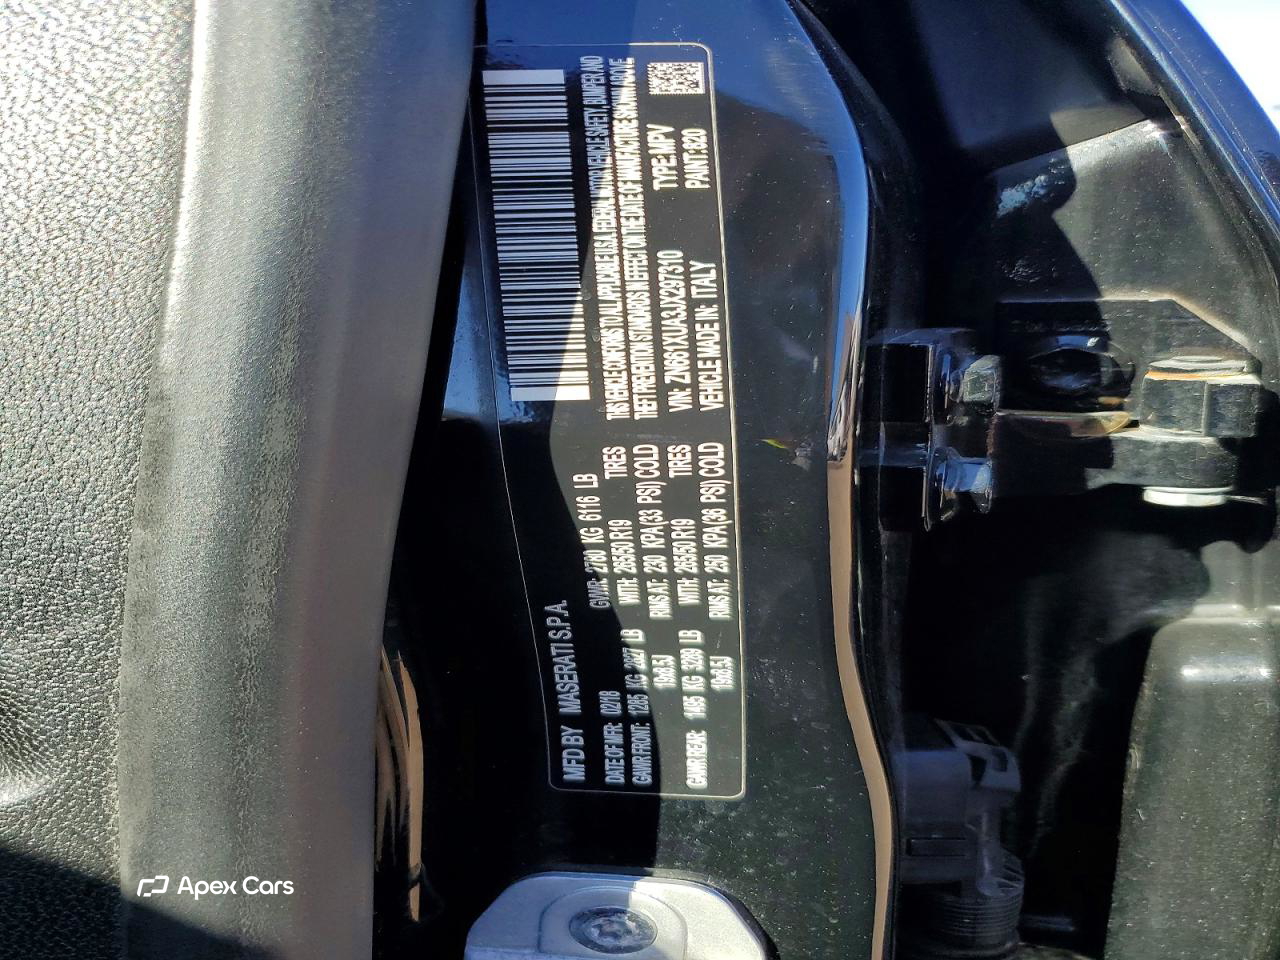 MFD BY MASERATI S.P.A.
DATE OF MFR: 02/18 GVWR: 2780 KG 6116 LB
GAWR FRONT: 1285 KG 2827 LB WITH: 265/50 R19 TIRES
19x8.5J RIMS AT: 230 KPA(33 PSI) COLD
GAWR REAR: 1495 KG 3289 LB WITH: 265/50 R19 TIRES
19x8.5J RIMS AT: 250 KPA(36 PSI) COLD
THIS VEHICLE CONFORMS TO ALL APPLICABLE U.S.A. FEDERAL MOTOR VEHICLE SAFETY, BUMPER AND
THEFT PREVENTION STANDARDS IN EFFECT ON THE DATE OF MANUFACTURE SHOWN ABOVE
VIN: ZN661YXUA3JX297310 TYPE: MPV
VEHICLE MADE IN: ITALY PAINT: 820
Apex Cars